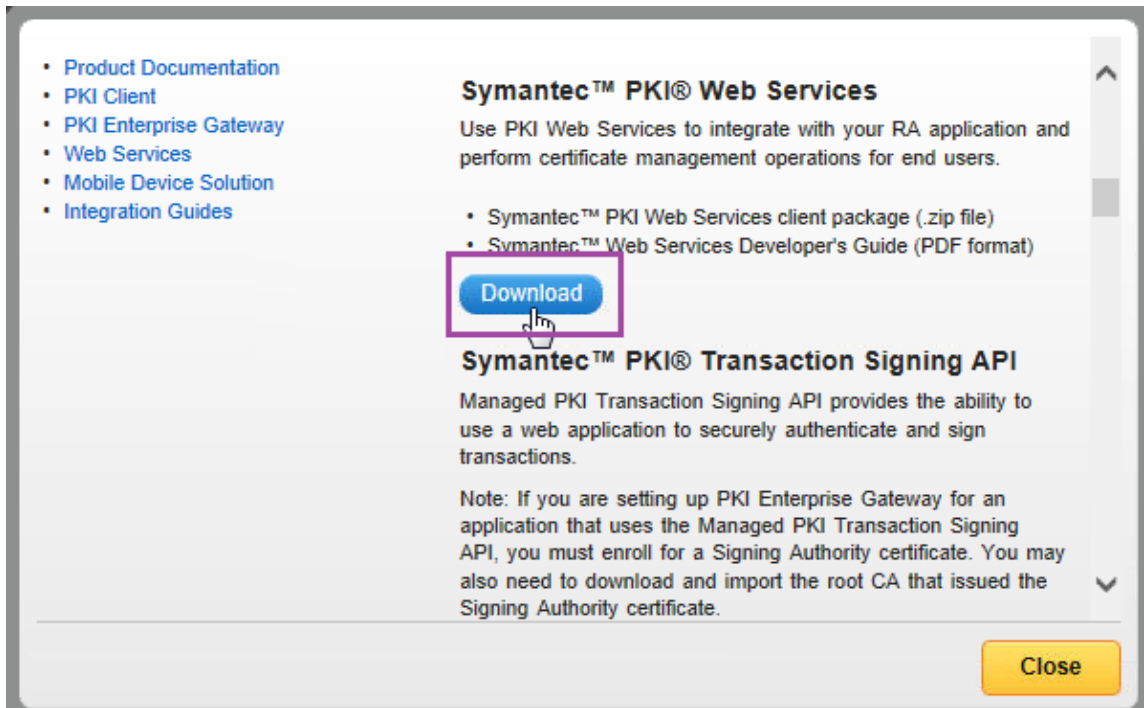 • Product Documentation
• PKI Client
• PKI Enterprise Gateway
• Web Services
• Mobile Device Solution
• Integration Guides
Symantec™ PKI® Web Services
Use PKI Web Services to integrate with your RA application and
perform certificate management operations for end users.
• Symantec™ PKI Web Services client package (.zip file)
• Symantec™ Web Services Developer's Guide (PDF format)
Download
Symantec™ PKI® Transaction Signing API
Managed PKI Transaction Signing API provides the ability to
use a web application to securely authenticate and sign
transactions.
Note: If you are setting up PKI Enterprise Gateway for an
application that uses the Managed PKI Transaction Signing
API, you must enroll for a Signing Authority certificate. You may
also need to download and import the root CA that issued the
Signing Authority certificate.
Close